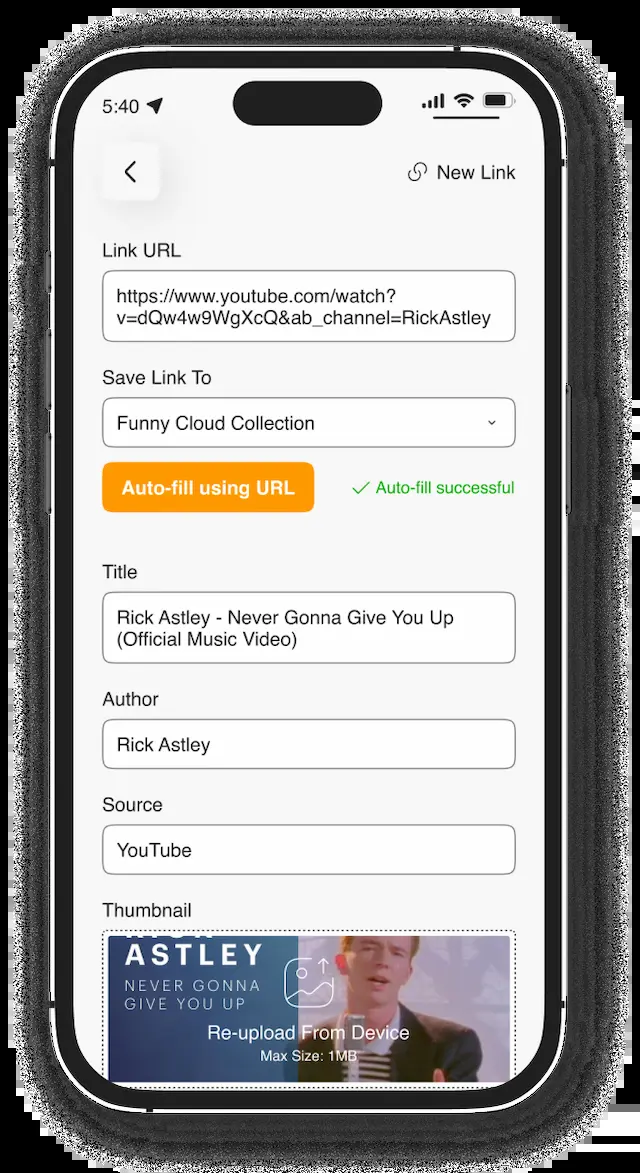 5:40
New Link
Link URL
https://www.youtube.com/watch?
v=dQw4w9WgXcQ&ab_channel=RickAstley
Save Link To
Funny Cloud Collection
Auto-fill using URL
Auto-fill successful
Title
Rick Astley - Never Gonna Give You Up
(Official Music Video)
Author
Rick Astley
Source
YouTube
Thumbnail
ASTLEY
NEVER GONNA
GIVE YOU UP
Re-upload From Device
Max Size: 1MB